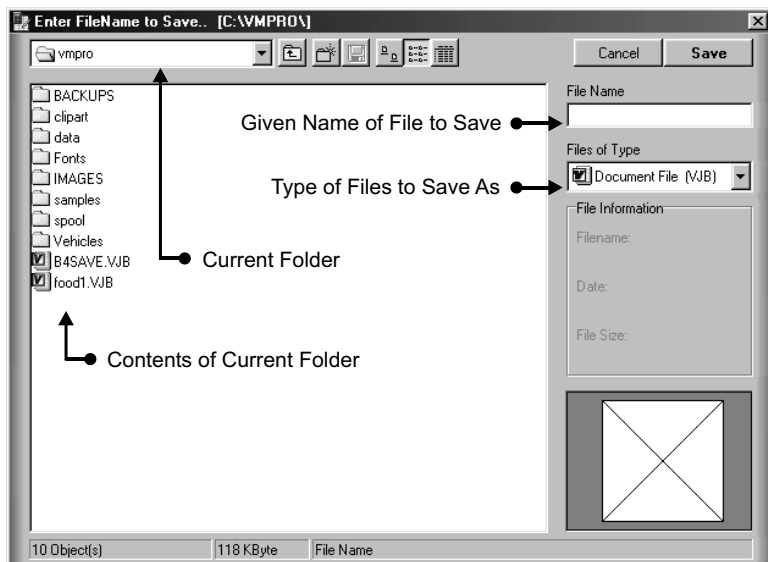 Enter FileName to Save.. [C:\VMPRO\]
vmpro
Cancel
Save
BACKUPS
clipart
data
Fonts
IMAGES
samples
spool
Vehicles
B4SAVE.VJB
food1.VJB
File Name
Given Name of File to Save
Files of Type
Document File (VJB)
Type of Files to Save As
File Information
Filename:
Date:
File Size:
Current Folder
Contents of Current Folder
10 Object(s)
118 KByte
File Name